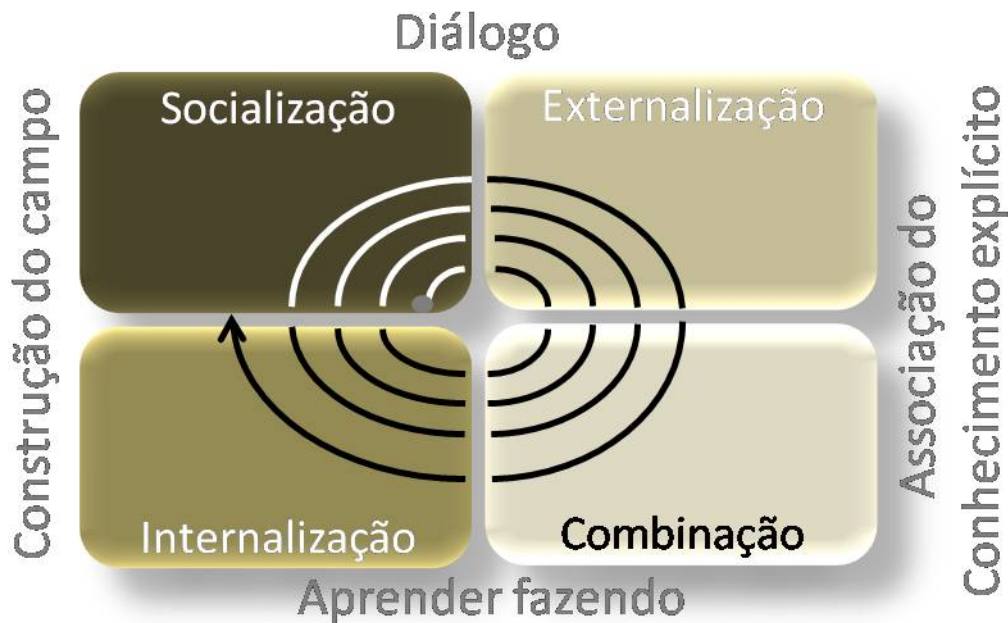 Diálogo
Construção do campo
Socialização
Externalização
Associação do
Conhecimento explícito
Internalização
Combinação
Aprender fazendo